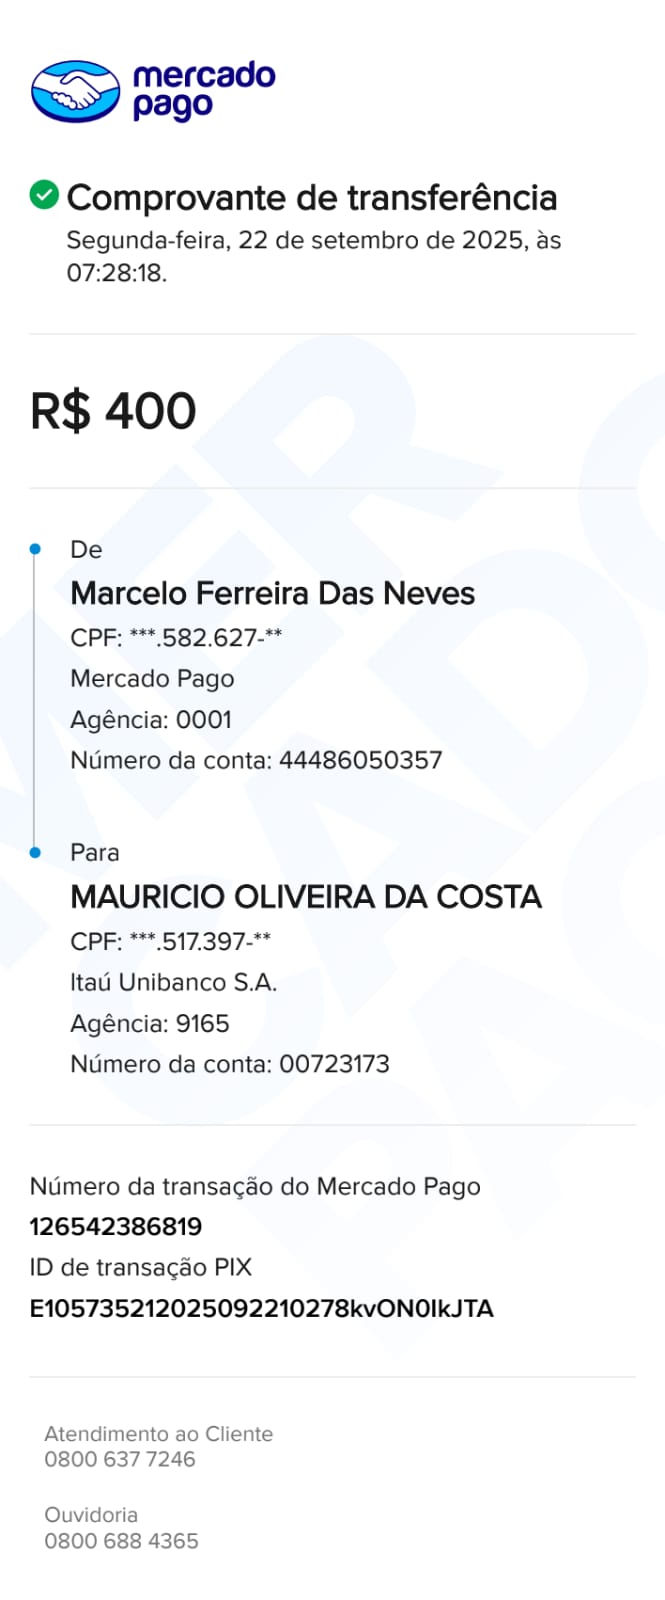 mercado
pago
Comprovante de transferência
Segunda-feira, 22 de setembro de 2025, às
07:28:18.
R$ 400
De
Marcelo Ferreira Das Neves
CPF: ***.582.627-**
Mercado Pago
Agência: 0001
Número da conta: 44486050357
Para
MAURICIO OLIVEIRA DA COSTA
CPF: ***.517.397-**
Itaú Unibanco S.A.
Agência: 9165
Número da conta: 00723173
Número da transação do Mercado Pago
126542386819
ID de transação PIX
E105735212025092210278kvON0IkJTA
Atendimento ao Cliente
0800 637 7246
Ouvidoria
0800 688 4365